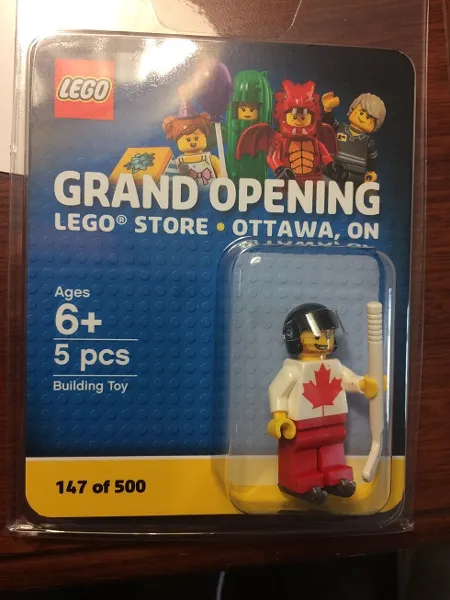 LEGO
GRAND OPENING
LEGO® STORE • OTTAWA, ON
Ages
6+
5 pcs
Building Toy
147 of 500